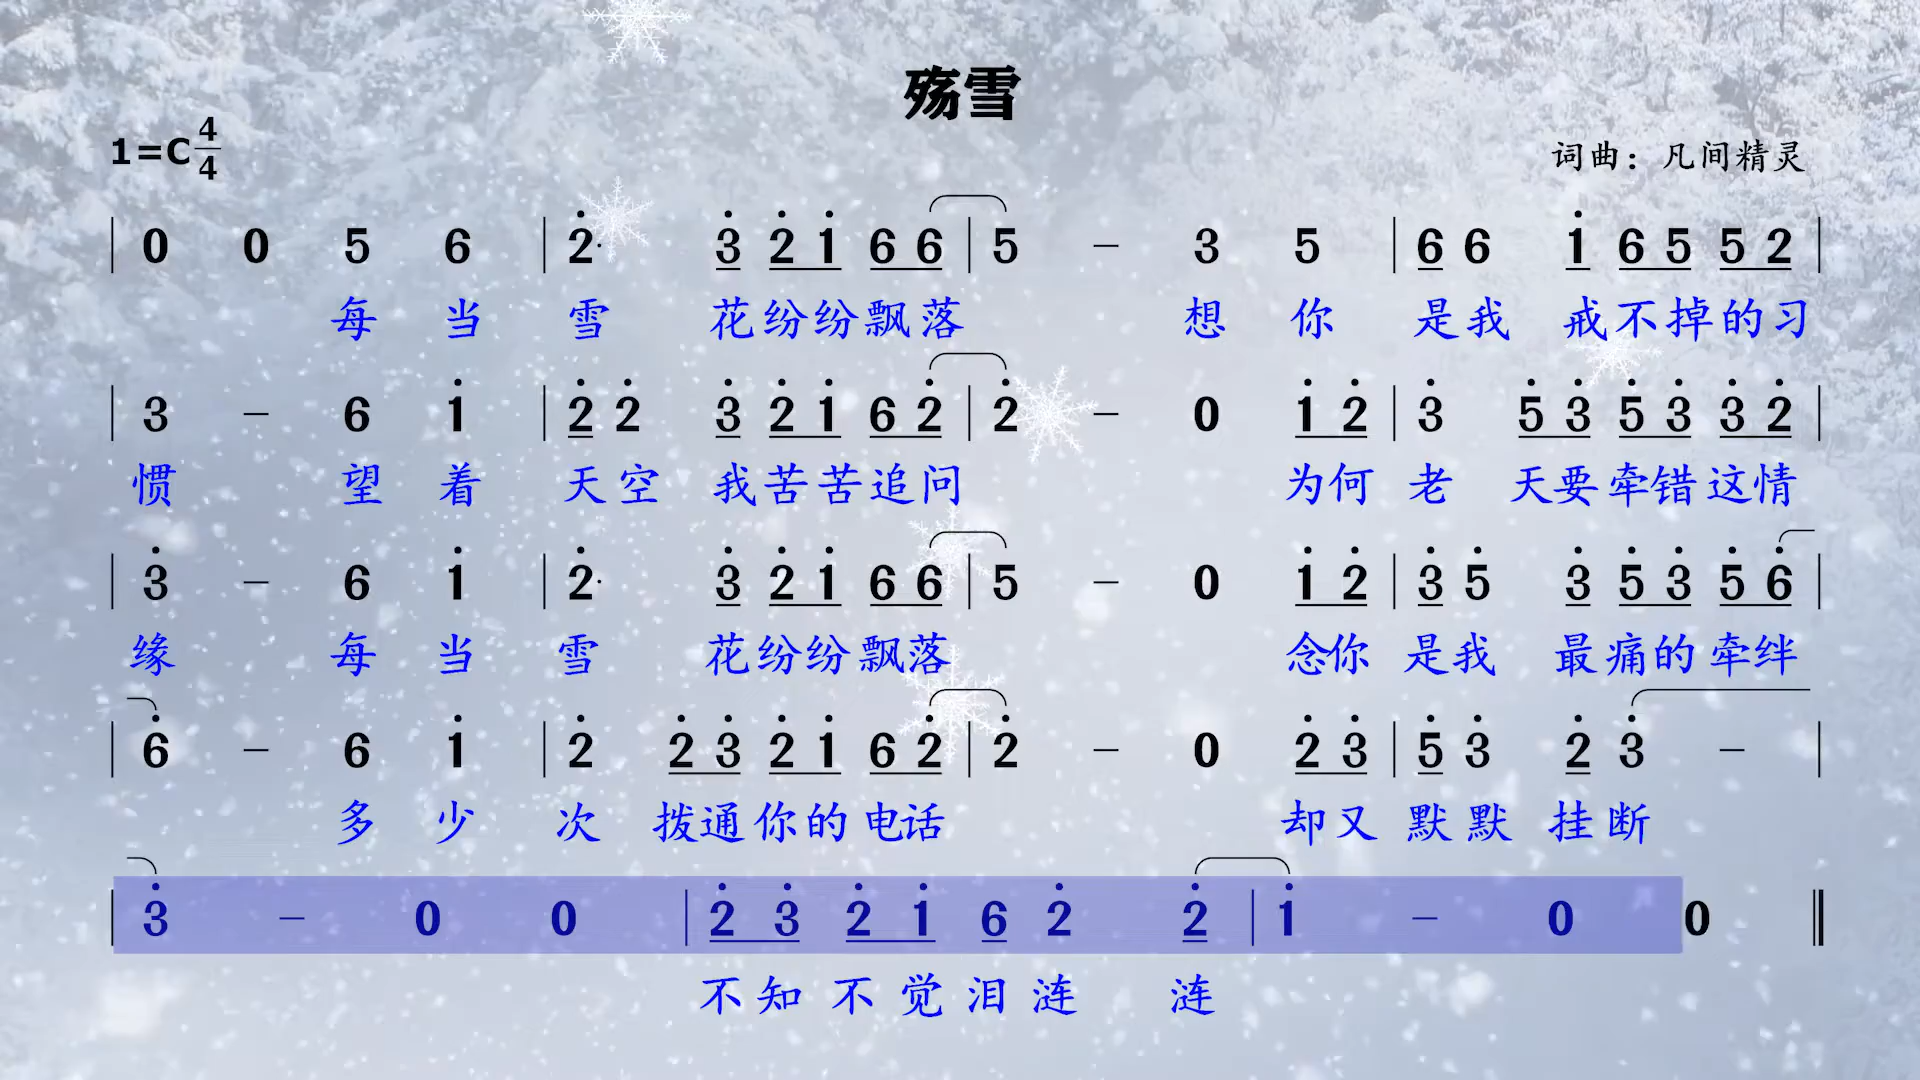 殇雪
1=C 4/4
词曲：凡间精灵
| 0 0 5 6 | 2̇· 3̇ 2̇ 1̇ 6 6 | 5 － 3 5 | 6 6 1̇ 6 5 5 2 |
每当雪花纷纷飘落 想你是我戒不掉的习
| 3 － 6 1̇ | 2̇ 2̇ 3̇ 2̇ 1̇ 6 2̇ | 2̇ － 0 1̇ 2̇ | 3̇ 5̇ 3̇ 5̇ 3̇ 3̇ 2̇ |
惯 望着天空我苦苦追问 为何老天要牵错这情
| 3̇ － 6 1̇ | 2̇· 3̇ 2̇ 1̇ 6 6 | 5 － 0 1̇ 2̇ | 3̇ 5̇ 3̇ 5̇ 3̇ 5̇ 6̇ |
缘 每当雪花纷纷飘落 念你是我最痛的牵绊
| 6̇ － 6 1̇ | 2̇ 2̇ 3̇ 2̇ 1̇ 6 2̇ | 2̇ － 0 2̇ 3̇ | 5̇ 3̇ 2̇ 3̇ － |
多少次拨通你的电话 却又默默挂断
| 3̇ － 0 0 | 2̇ 3̇ 2̇ 1̇ 6 2̇ 2̇ | 1̇ － 0 0 ‖
不知不觉泪涟涟